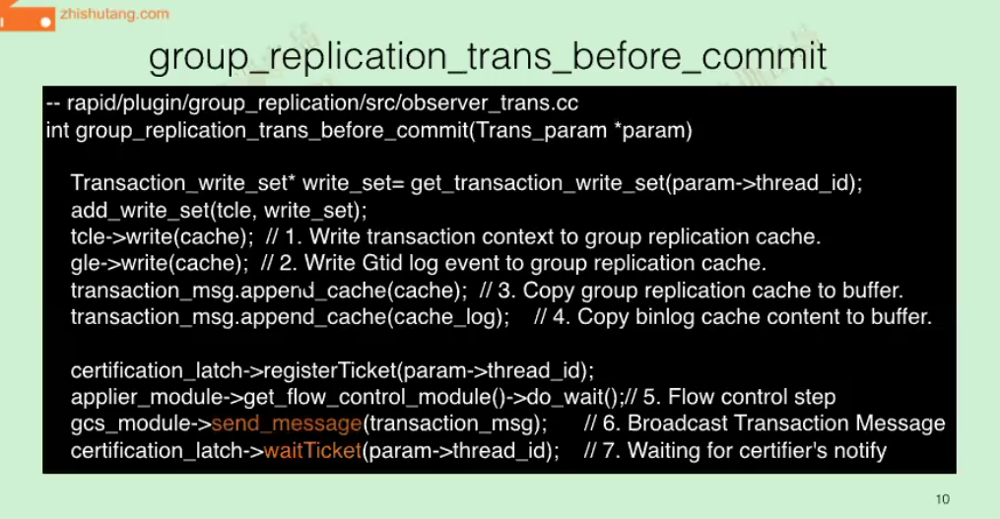 zhishutang.com
group_replication_trans_before_commit
-- rapid/plugin/group_replication/src/observer_trans.cc
int group_replication_trans_before_commit(Trans_param *param)
Transaction_write_set* write_set= get_transaction_write_set(param->thread_id);
add_write_set(tcle, write_set);
tcle->write(cache);  // 1. Write transaction context to group replication cache.
gle->write(cache);  // 2. Write Gtid log event to group replication cache.
transaction_msg.append_cache(cache);  // 3. Copy group replication cache to buffer.
transaction_msg.append_cache(cache_log);    // 4. Copy binlog cache content to buffer.
certification_latch->registerTicket(param->thread_id);
applier_module->get_flow_control_module()->do_wait();// 5. Flow control step
gcs_module->send_message(transaction_msg);     // 6. Broadcast Transaction Message
certification_latch->waitTicket(param->thread_id);    // 7. Waiting for certifier's notify
10